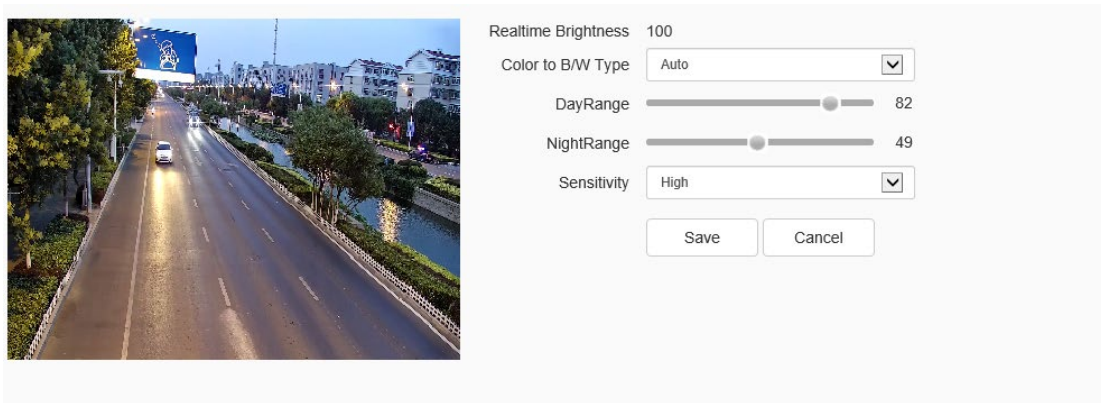 Realtime Brightness 100
Color to B/W Type Auto
DayRange 82
NightRange 49
Sensitivity High
Save Cancel